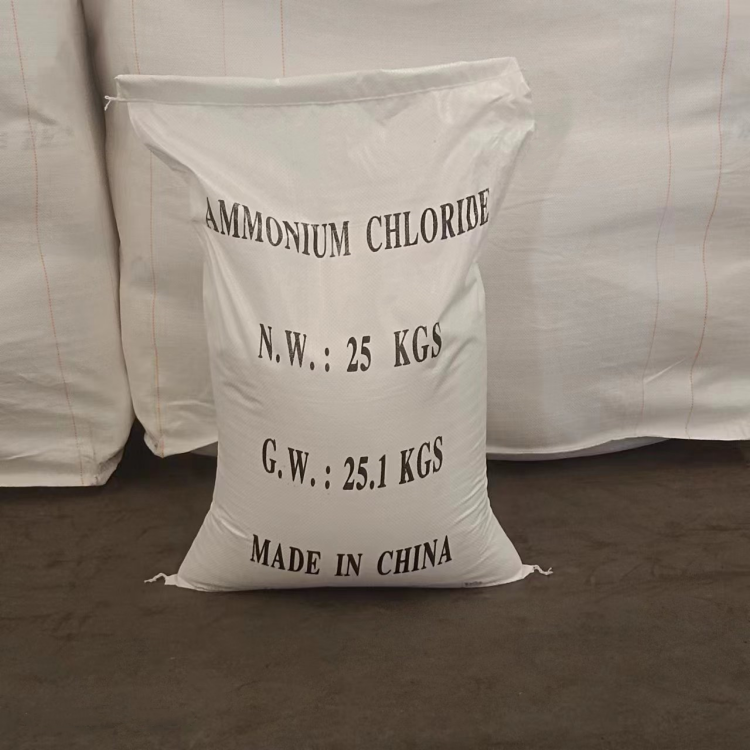 AMMONIUM CHLORIDE
N.W.: 25 KGS
G.W.: 25.1 KGS
MADE IN CHINA